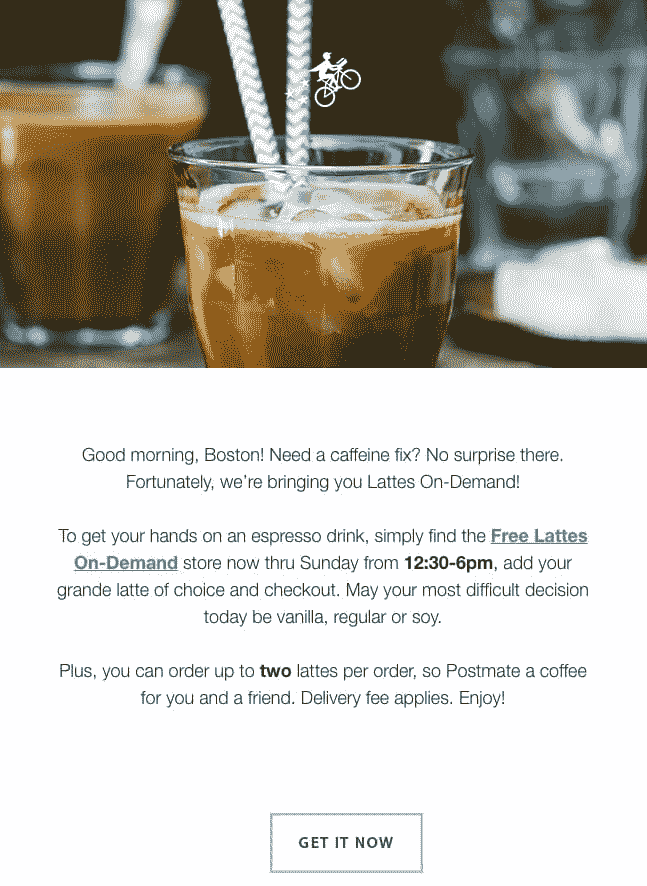 Good morning, Boston! Need a caffeine fix? No surprise there.
Fortunately, we're bringing you Lattes On-Demand!
To get your hands on an espresso drink, simply find the Free Lattes
On-Demand store now thru Sunday from 12:30-6pm, add your
grande latte of choice and checkout. May your most difficult decision
today be vanilla, regular or soy.
Plus, you can order up to two lattes per order, so Postmate a coffee
for you and a friend. Delivery fee applies. Enjoy!
GET IT NOW